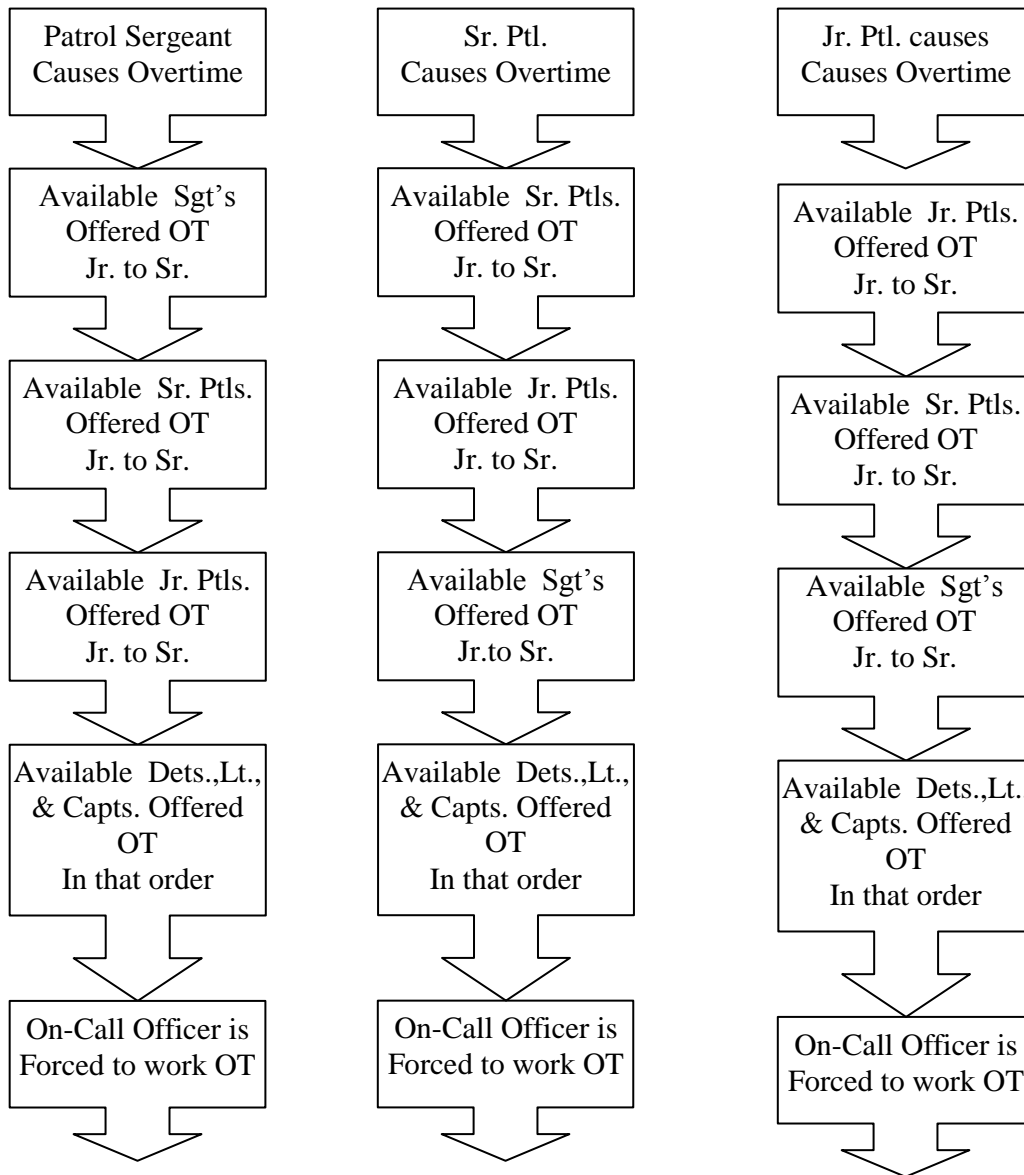 Patrol Sergeant
Causes Overtime
Available Sgt's
Offered OT
Jr. to Sr.
Available Sr. Ptls.
Offered OT
Jr. to Sr.
Available Jr. Ptls.
Offered OT
Jr. to Sr.
Available Dets.,Lt.,
& Capts. Offered
OT
In that order
On-Call Officer is
Forced to work OT
Sr. Ptl.
Causes Overtime
Available Sr. Ptls.
Offered OT
Jr. to Sr.
Available Jr. Ptls.
Offered OT
Jr. to Sr.
Available Sgt's
Offered OT
Jr.to Sr.
Available Dets.,Lt.,
& Capts. Offered
OT
In that order
On-Call Officer is
Forced to work OT
Jr. Ptl. causes
Causes Overtime
Available Jr. Ptls.
Offered OT
Jr. to Sr.
Available Sr. Ptls.
Offered OT
Jr. to Sr.
Available Sgt's
Offered OT
Jr. to Sr.
Available Dets.,Lt.
& Capts. Offered
OT
In that order
On-Call Officer is
Forced to work OT